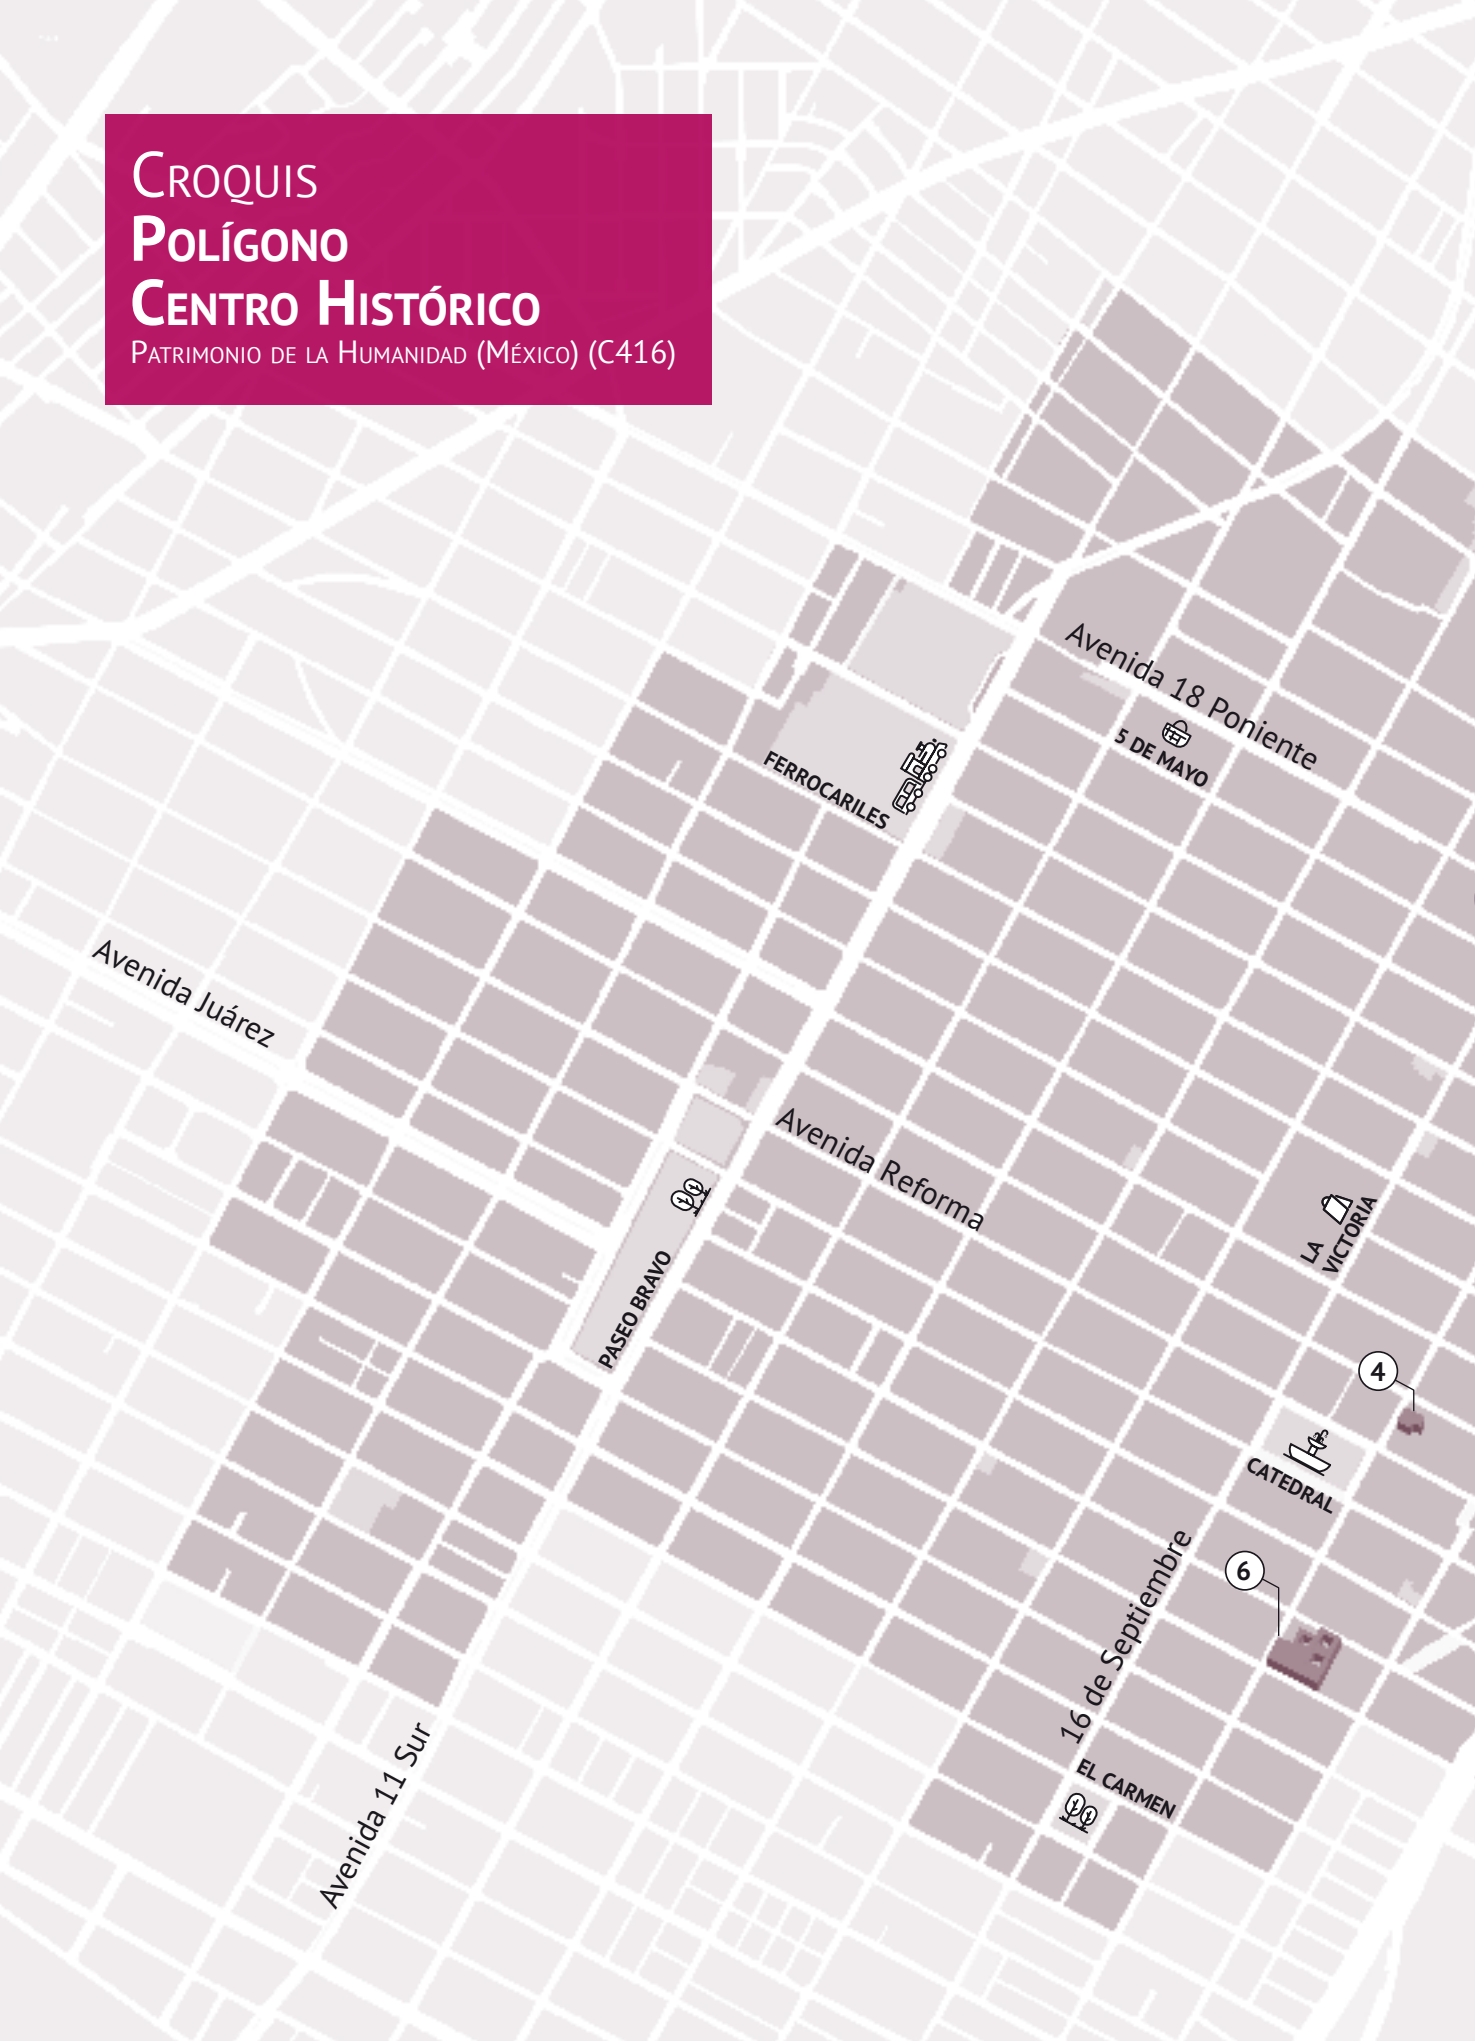 Croquis
Polígono
Centro Histórico
Patrimonio de la Humanidad (México) (C416)
Avenida 18 Poniente
5 DE MAYO
FERROCARILES
Avenida Juárez
Avenida Reforma
LA
VICTORIA
PASEO BRAVO
4
CATEDRAL
16 de Septiembre
6
EL CARMEN
Avenida 11 Sur